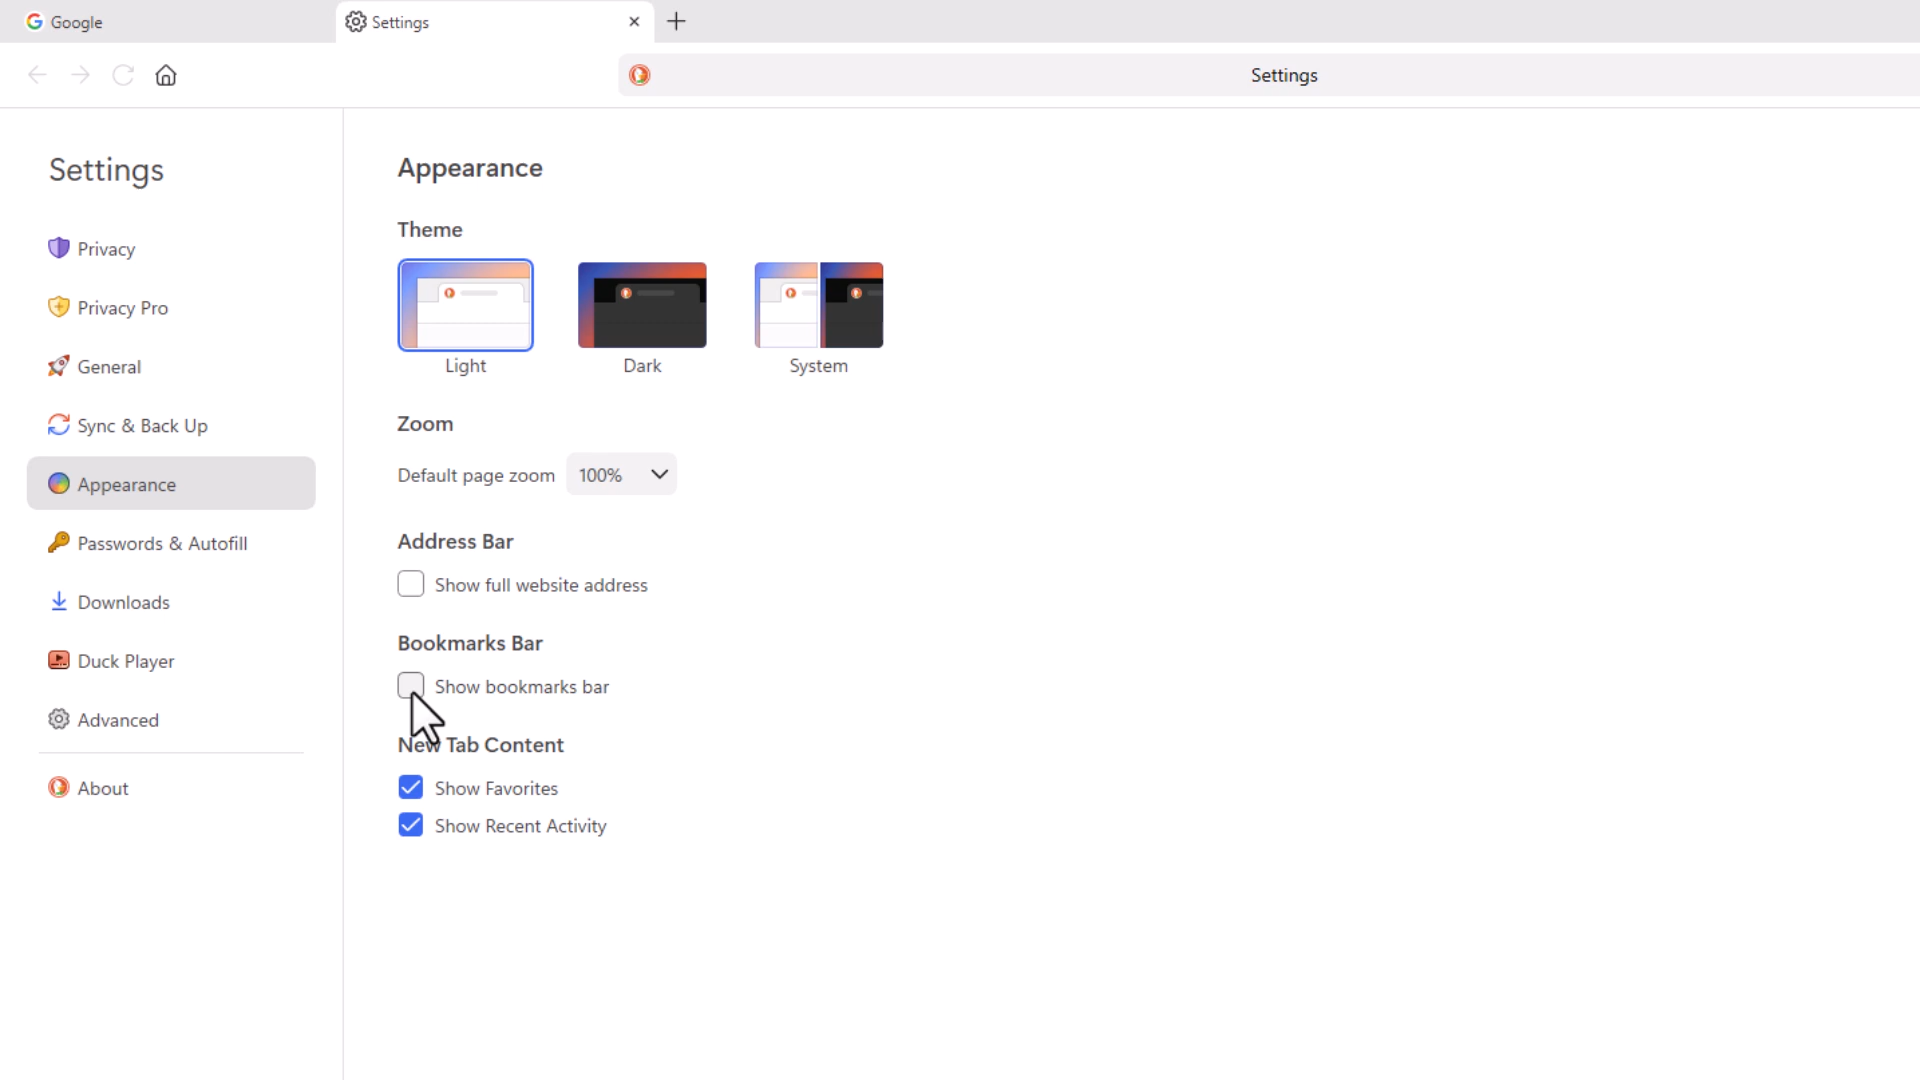 Google
Settings
Settings
Settings
Privacy
Privacy Pro
General
Sync & Back Up
Appearance
Passwords & Autofill
Downloads
Duck Player
Advanced
About
Appearance
Theme
Light
Dark
System
Zoom
Default page zoom 100%
Address Bar
Show full website address
Bookmarks Bar
Show bookmarks bar
New Tab Content
Show Favorites
Show Recent Activity